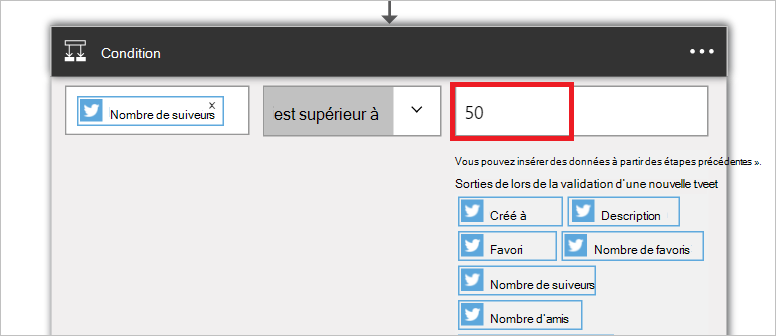 Condition
Nombre de suiveurs x
est supérieur à
50
Vous pouvez insérer des données à partir des étapes précédentes ».
Sorties de lors de la validation d'une nouvelle tveet
Créé à
Description
Favori
Nombre de favoris
Nombre de suiveurs
Nombre d'amis